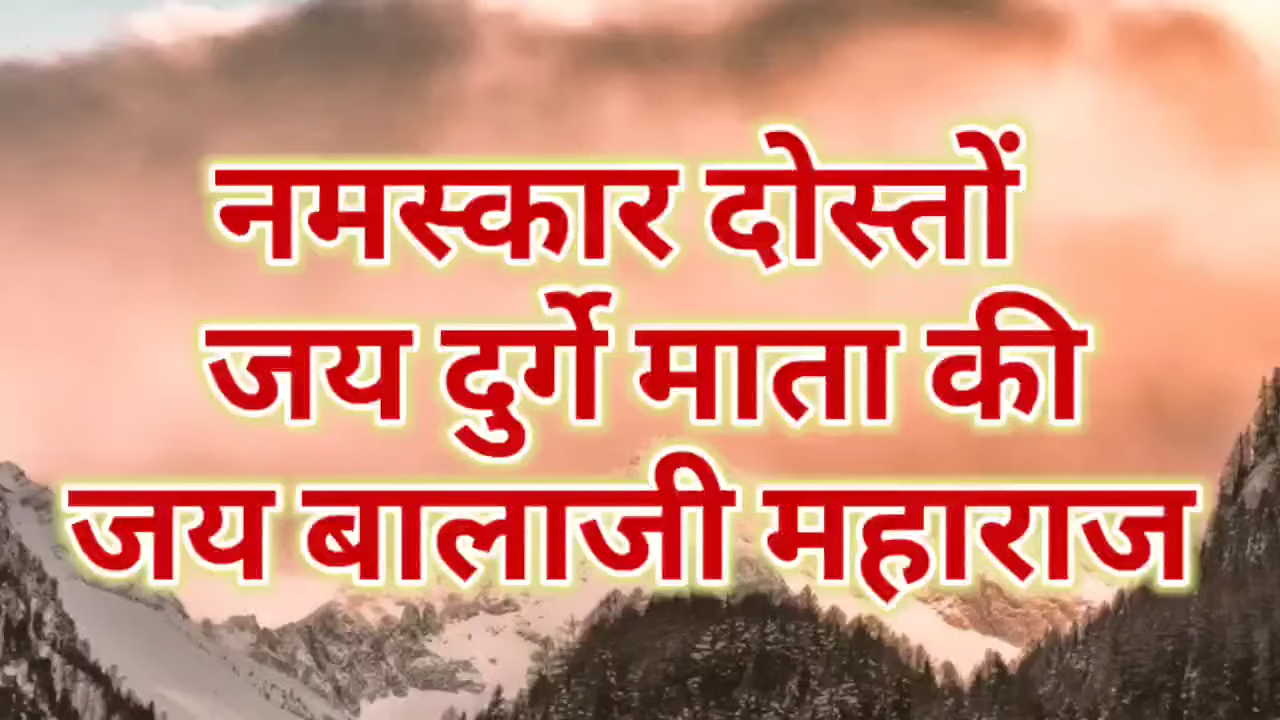 नमस्कार दोस्तों
जय दुर्गे माता की
जय बालाजी महाराज